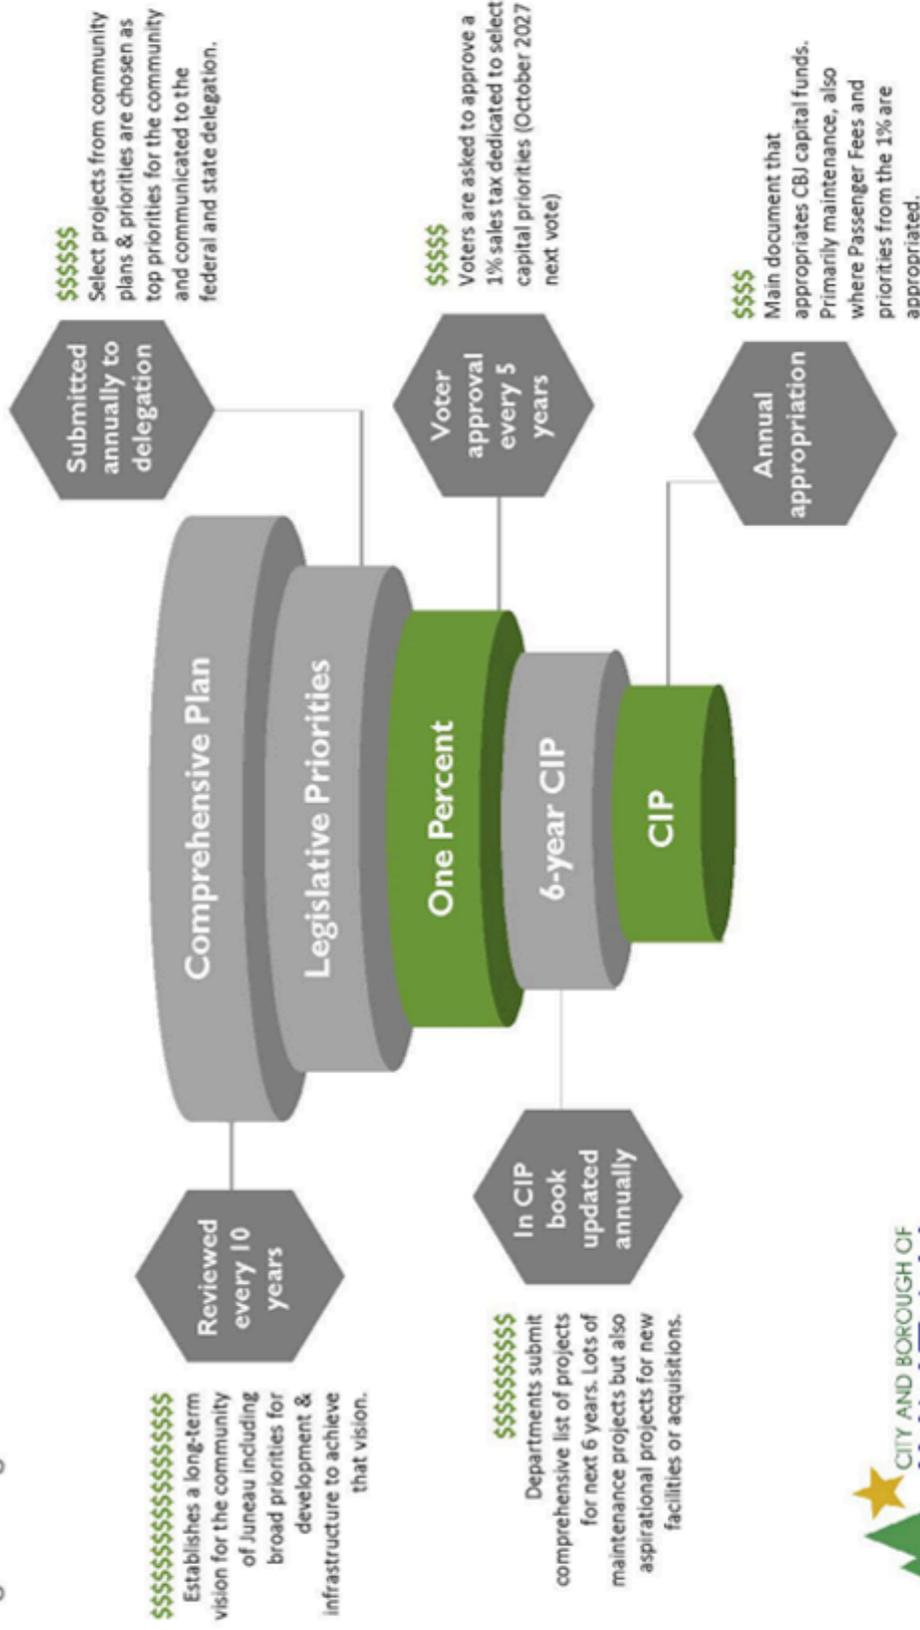 $$$$$$$$$$$$$$$$$$$
Establishes a long-term
vision for the community
of Juneau including
broad priorities for
development &
infrastructure to achieve
that vision.
Reviewed
every 10
years
Comprehensive Plan
Submitted
annually to
delegation
$$$$$$
Select projects from community
plans & priorities are chosen as
top priorities for the community
and communicated to the
federal and state delegation.
Legislative Priorities
One Percent
Voter
approval
every 5
years
$$$$$
Voters are asked to approve a
1% sales tax dedicated to select
capital priorities (October 2027
next vote)
$$$$$$$$$$
Departments submit
comprehensive list of projects
for next 6 years. Lots of
maintenance projects but also
aspirational projects for new
facilities or acquisitions.
In CIP
book
updated
annually
6-year CIP
CIP
Annual
appropriation
$$$$
Main document that
appropriates CBJ capital funds.
Primarily maintenance, also
where Passenger Fees and
priorities from the 1% are
appropriated.
CITY AND BOROUGH OF